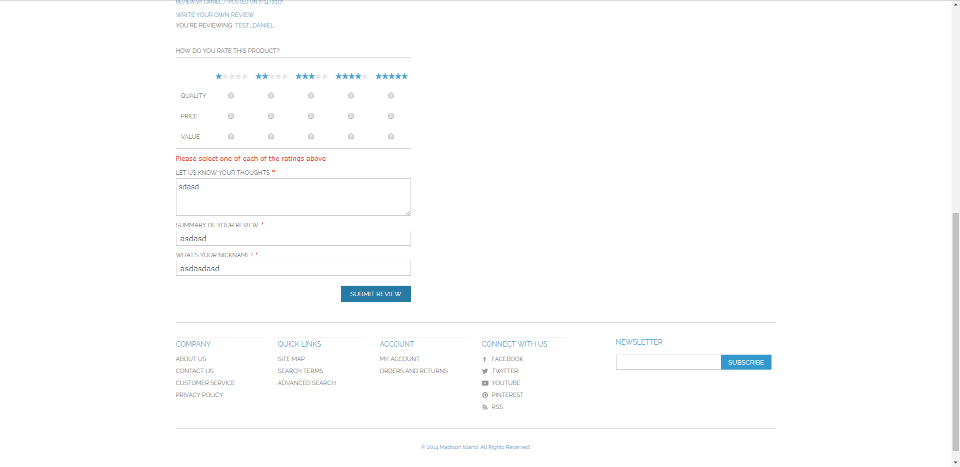 REVIEW BY DANIEL / (POSTED ON 7/11/2017)
WRITE YOUR OWN REVIEW
YOU'RE REVIEWING: TEST_DANIEL
HOW DO YOU RATE THIS PRODUCT?
QUALITY
PRICE
VALUE
Please select one of each of the ratings above
LET US KNOW YOUR THOUGHTS *
sdasd
SUMMARY OF YOUR REVIEW *
asdasd
WHAT'S YOUR NICKNAME? *
asdasdasd
SUBMIT REVIEW
COMPANY
ABOUT US
CONTACT US
CUSTOMER SERVICE
PRIVACY POLICY
QUICK LINKS
SITE MAP
SEARCH TERMS
ADVANCED SEARCH
ACCOUNT
MY ACCOUNT
ORDERS AND RETURNS
CONNECT WITH US
FACEBOOK
TWITTER
YOUTUBE
PINTEREST
RSS
NEWSLETTER
SUBSCRIBE
© 2014 Madison Island. All Rights Reserved.